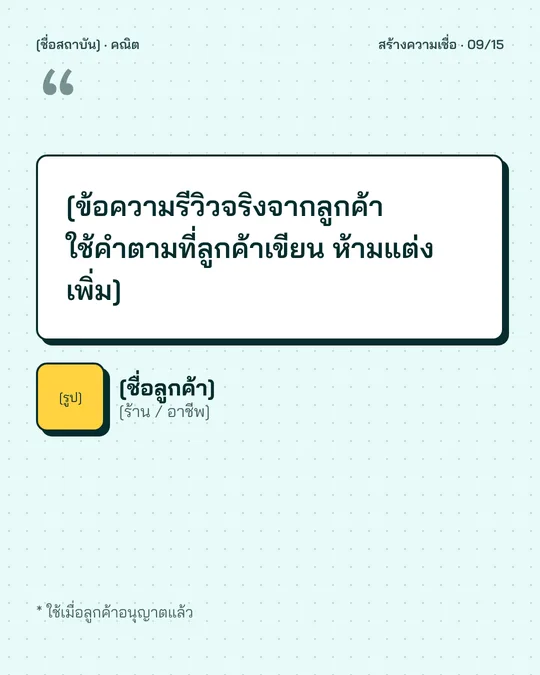 (ชื่อสถาบัน) · คณิต
สร้างความเชื่อ · 09/15
“
(ข้อความรีวิวจริงจากลูกค้า
ใช้คำตามที่ลูกค้าเขียน ห้ามแต่ง
เพิ่ม)
(รูป)
(ชื่อลูกค้า)
(ร้าน / อาชีพ)
* ใช้เมื่อลูกค้าอนุญาตแล้ว